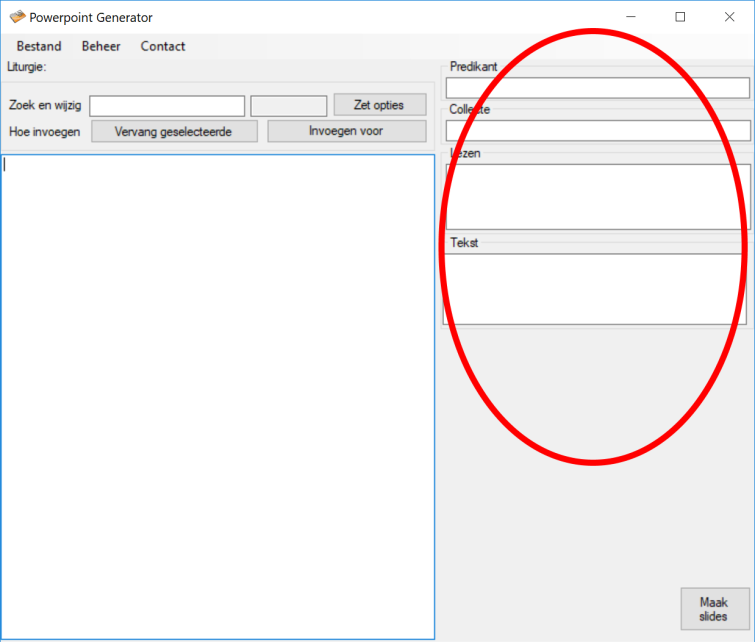 Powerpoint Generator
Bestand Beheer Contact
Liturgie:
Zoek en wijzig Zet opties
Hoe invoegen Vervang geselecteerde Invoegen voor
Predikant
Collecte
Lezen
Tekst
Maak
slides